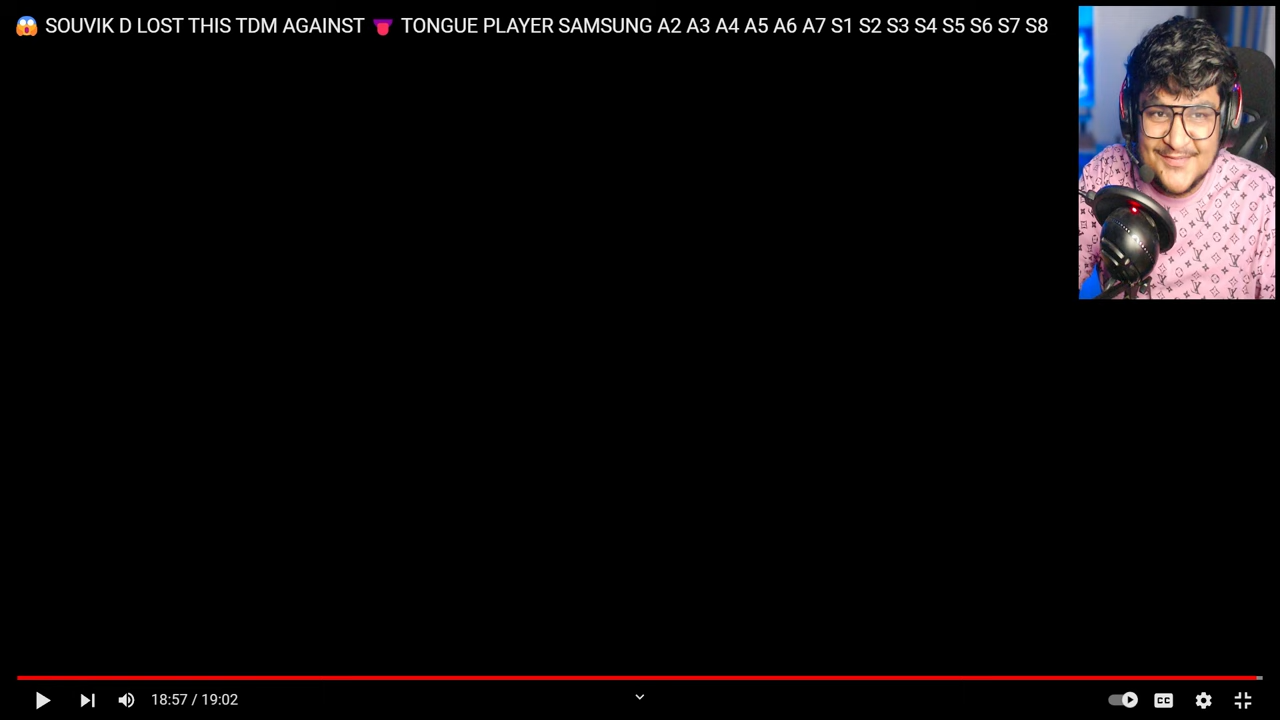 😱 SOUVIK D LOST THIS TDM AGAINST 👅 TONGUE PLAYER SAMSUNG A2 A3 A4 A5 A6 A7 S1 S2 S3 S4 S5 S6 S7 S8
18:57 / 19:02
CC